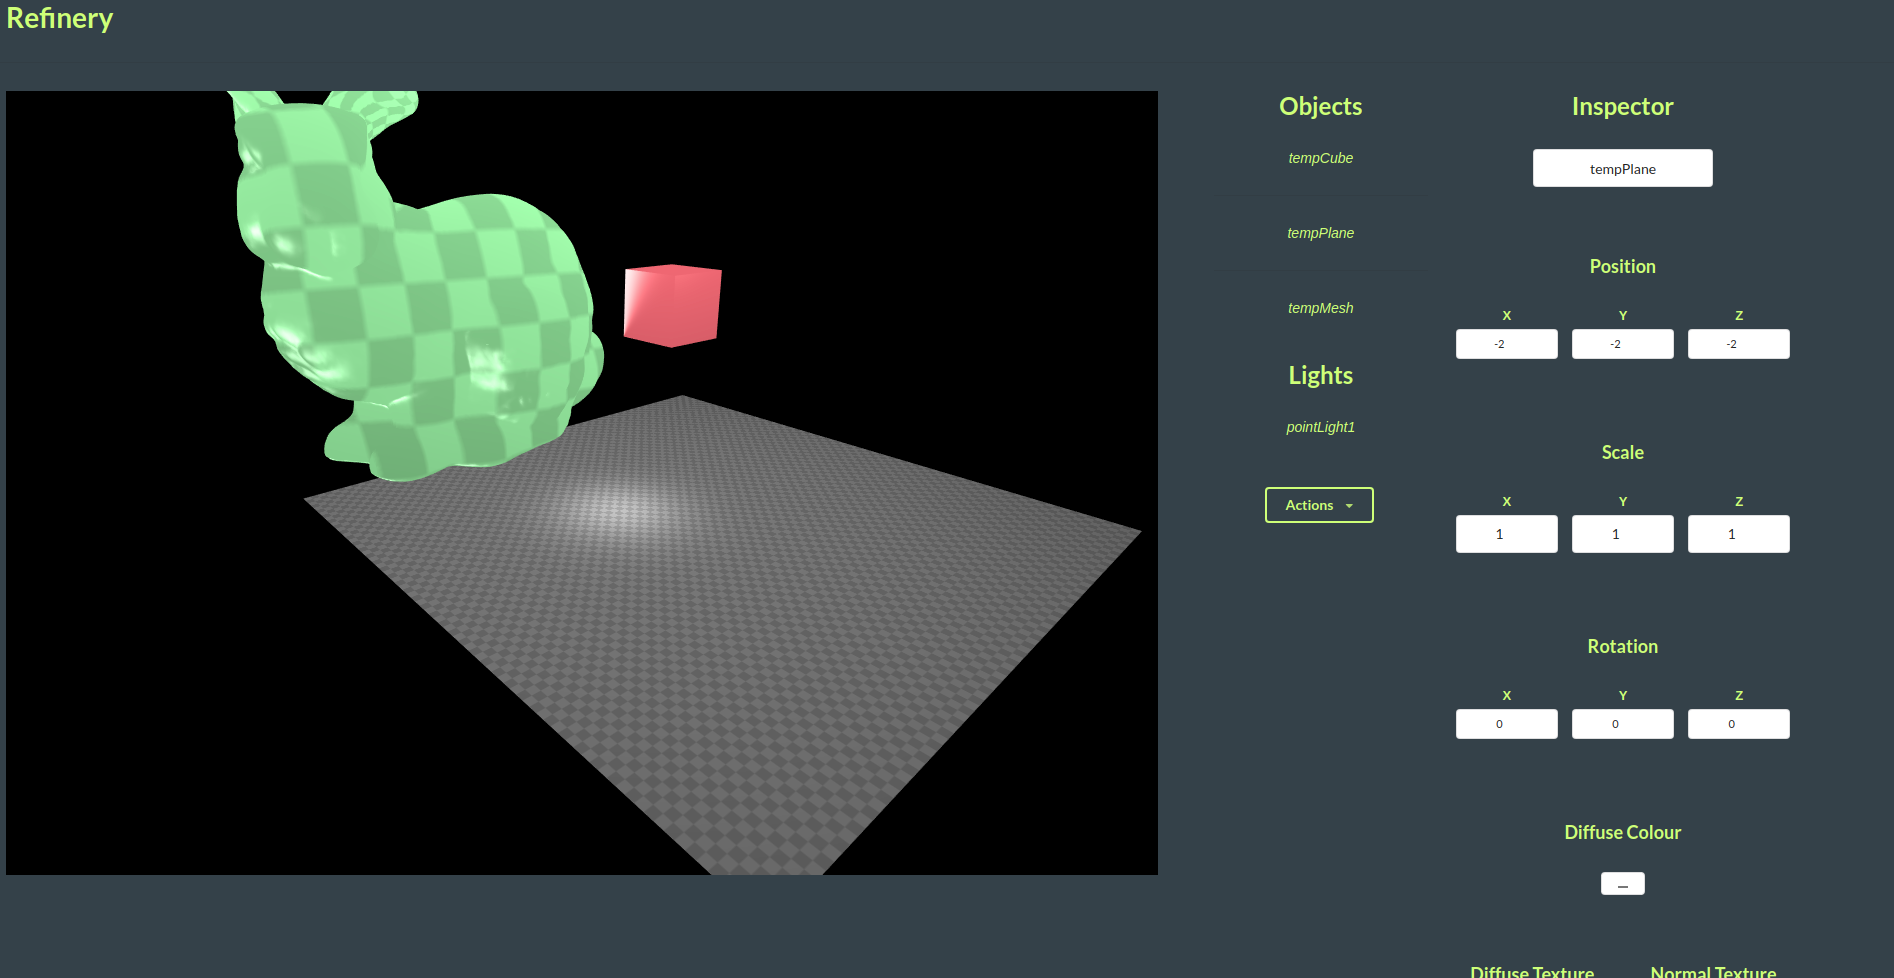 Refinery
Objects
tempCube
tempPlane
tempMesh
Lights
pointLight1
Actions
Inspector
tempPlane
Position
X Y Z
-2 -2 -2
Scale
X Y Z
1 1 1
Rotation
X Y Z
0 0 0
Diffuse Colour
Diffuse Texture Normal Texture